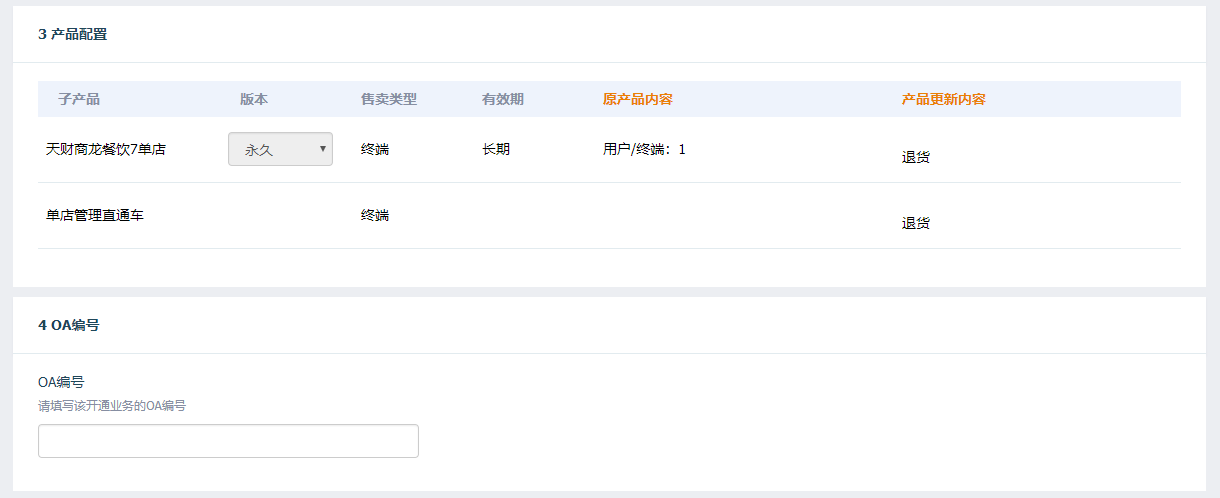 3 产品配置
子产品 版本 售卖类型 有效期 原产品内容 产品更新内容
天财商龙餐饮7单店 永久 终端 长期 用户/终端：1 退货
单店管理直通车 终端 退货
4 OA编号
OA编号
请填写该开通业务的OA编号